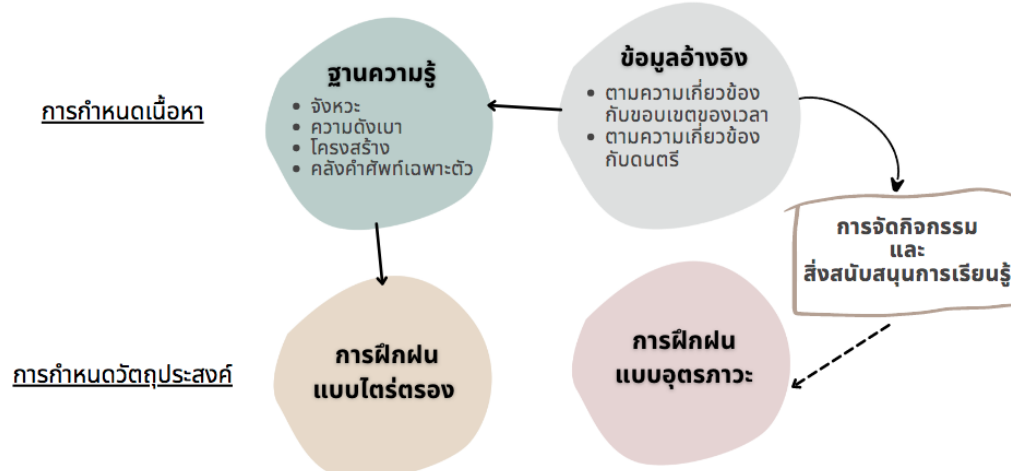 การกำหนดเนื้อหา
ฐานความรู้
• จังหวะ
• ความดังเบา
• โครงสร้าง
• คลังคำศัพท์เฉพาะตัว
ข้อมูลอ้างอิง
• ตามความเกี่ยวข้อง
กับขอบเขตของเวลา
• ตามความเกี่ยวข้อง
กับดนตรี
การจัดกิจกรรม
และ
สิ่งสนับสนุนการเรียนรู้
การกำหนดวัตถุประสงค์
การฝึกฝน
แบบไตร่ตรอง
การฝึกฝน
แบบอุตรภาวะ